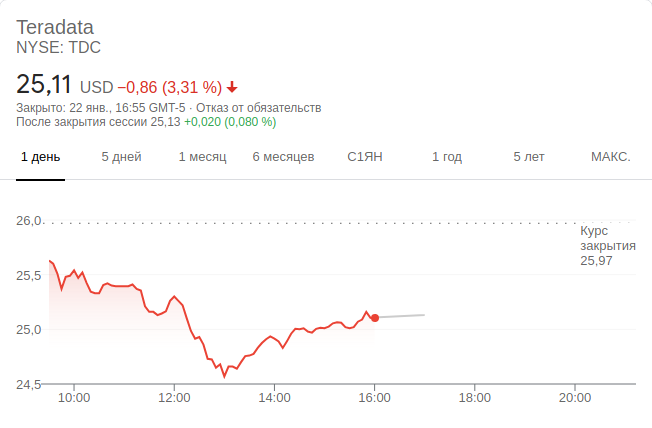 Teradata
NYSE: TDC
25,11 USD −0,86 (3,31 %)
Закрыто: 22 янв., 16:55 GMT-5 · Отказ от обязательств
После закрытия сессии 25,13 +0,020 (0,080 %)
1 день 5 дней 1 месяц 6 месяцев С1ЯН 1 год 5 лет МАКС.
26,0
Курс
закрытия
25,97
25,5
25,0
24,5
10:00 12:00 14:00 16:00 18:00 20:00